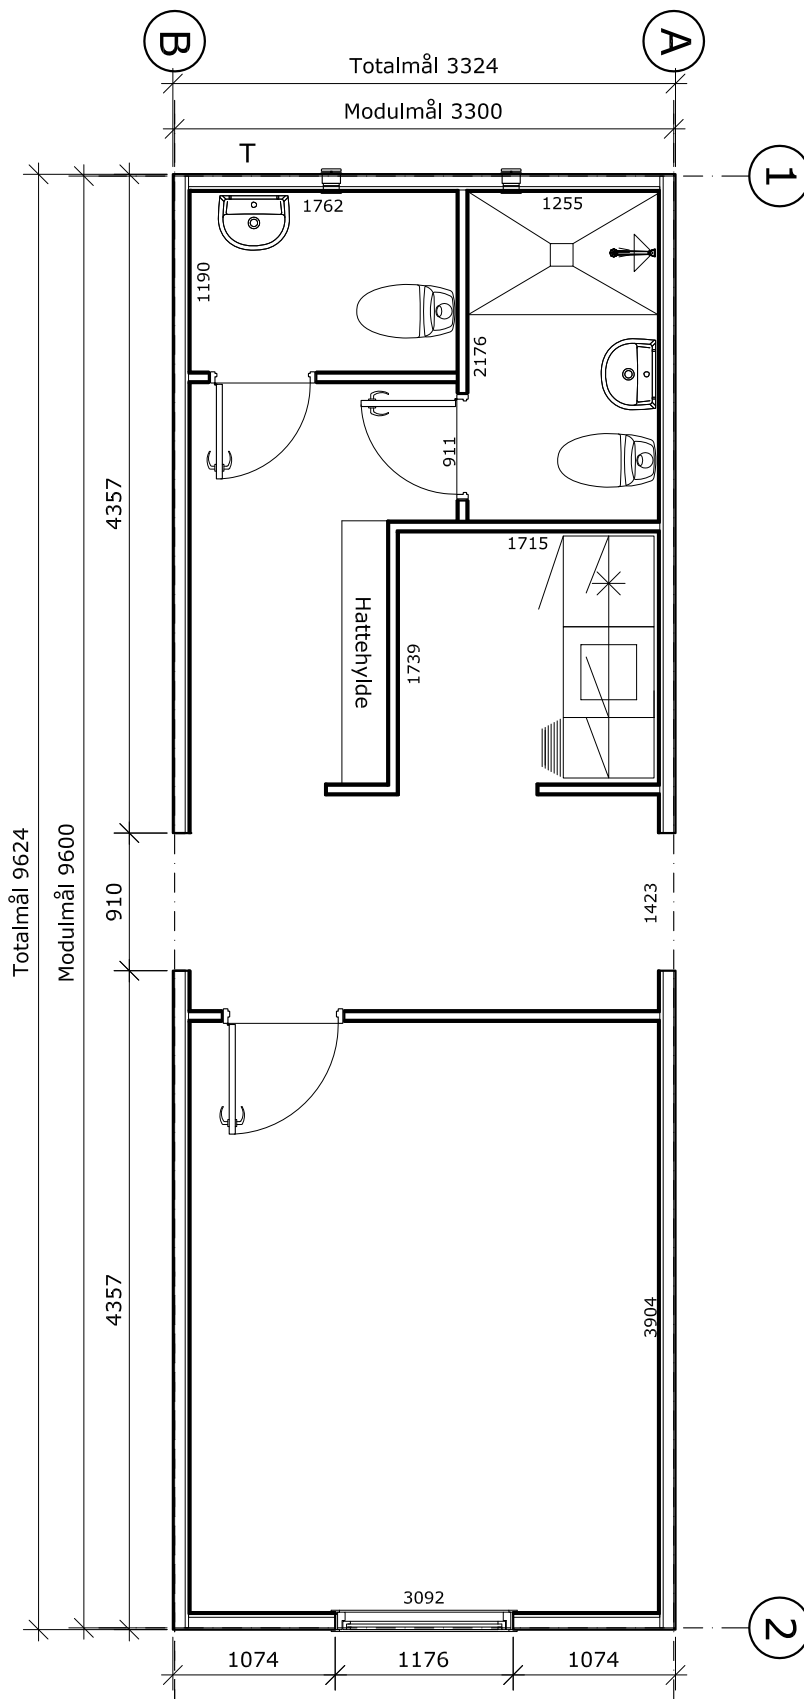 B
A
Totalmål 3324
Modulmål 3300
T
1
1762
1255
1190
2176
911
4357
1715
1739
Hattehylde
Totalmål 9624
Modulmål 9600
910
1423
4357
3904
3092
2
1074
1176
1074